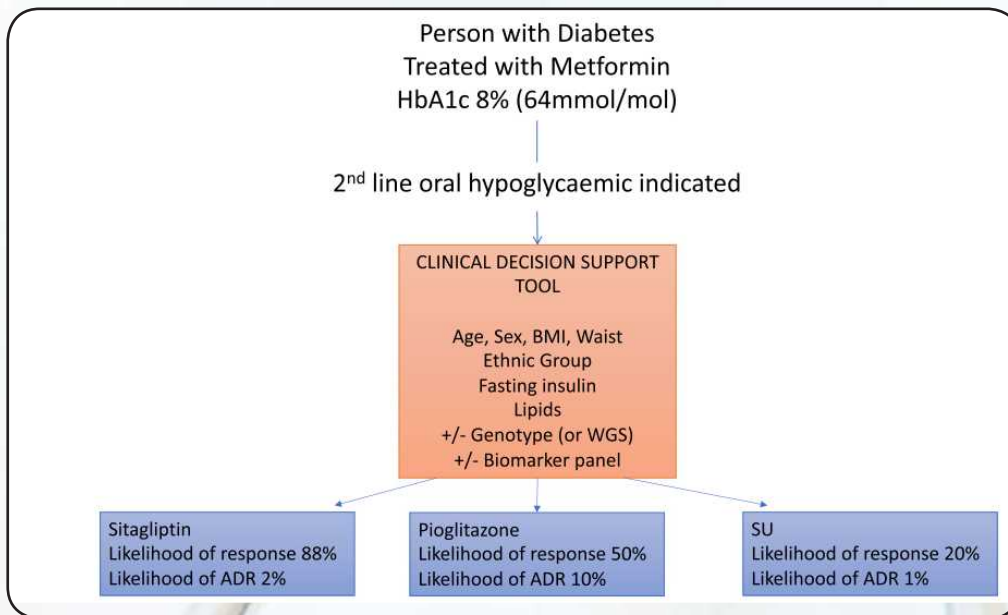 Person with Diabetes
Treated with Metformin
HbA1c 8% (64mmol/mol)
2nd line oral hypoglycaemic indicated
CLINICAL DECISION SUPPORT
TOOL
Age, Sex, BMI, Waist
Ethnic Group
Fasting insulin
Lipids
+/- Genotype (or WGS)
+/- Biomarker panel
Sitagliptin
Likelihood of response 88%
Likelihood of ADR 2%
Pioglitazone
Likelihood of response 50%
Likelihood of ADR 10%
SU
Likelihood of response 20%
Likelihood of ADR 1%